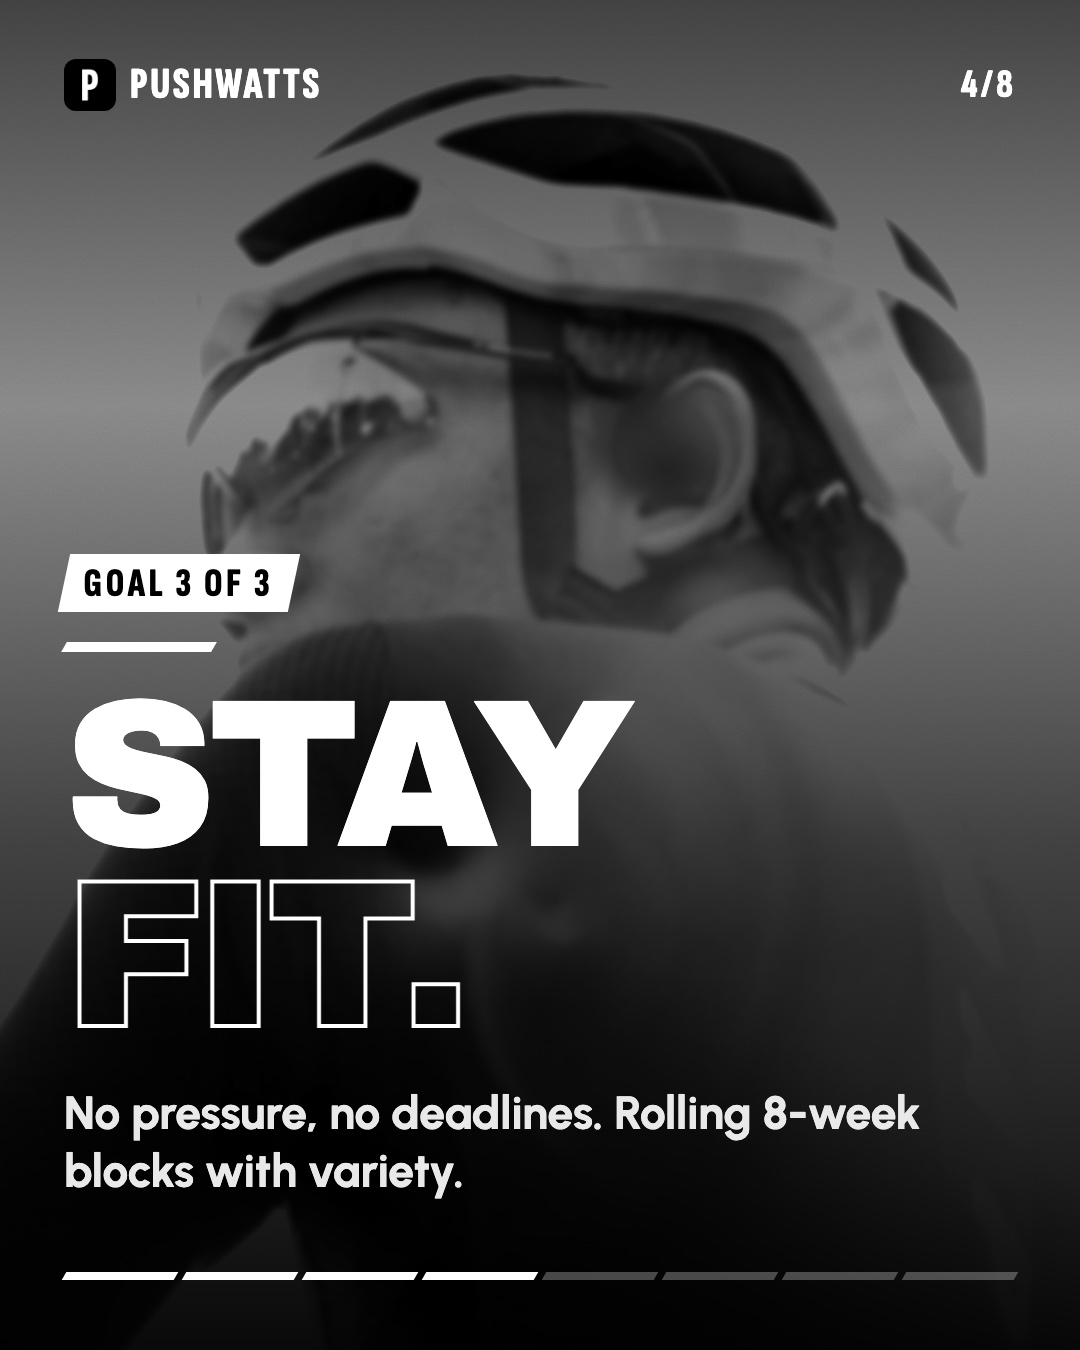 P PUSHWATTS
4/8
GOAL 3 OF 3
STAY
FIT.
No pressure, no deadlines. Rolling 8-week
blocks with variety.